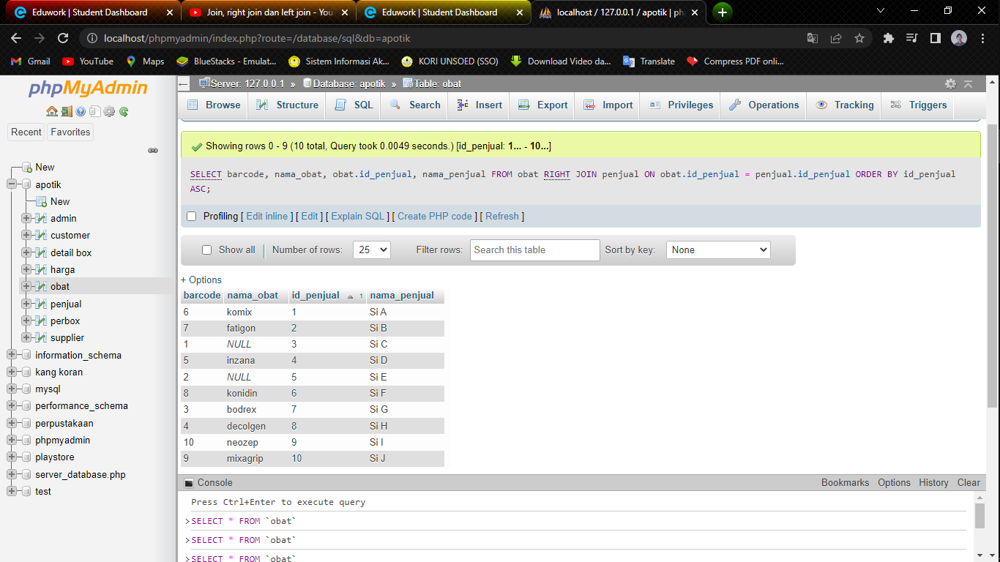 Eduwork | Student Dashboard
Join, right join dan left join - You
Eduwork | Student Dashboard
localhost / 127.0.0.1 / apotik | ph
localhost/phpmyadmin/index.php?route=/database/sql&db=apotik
Gmail YouTube Maps BlueStacks - Emulat... Sistem Informasi Ak... KORI UNSOED (SSO) Download Video da... Translate Compress PDF onli...
phpMyAdmin
Recent Favorites
New
apotik
New
admin
customer
detail box
harga
obat
penjual
perbox
supplier
information_schema
kang koran
mysql
performance_schema
perpustakaan
phpmyadmin
playstore
server_database.php
test
Server: 127.0.0.1 » Database: apotik » Table: obat
Browse Structure SQL Search Insert Export Import Privileges Operations Tracking Triggers
Showing rows 0 - 9 (10 total, Query took 0.0049 seconds.) [id_penjual: 1... - 10...]
SELECT barcode, nama_obat, obat.id_penjual, nama_penjual FROM obat RIGHT JOIN penjual ON obat.id_penjual = penjual.id_penjual ORDER BY id_penjual
ASC;
Profiling [ Edit inline ] [ Edit ] [ Explain SQL ] [ Create PHP code ] [ Refresh ]
Show all Number of rows: 25 Filter rows: Search this table Sort by key: None
+ Options
barcode nama_obat id_penjual 1 nama_penjual
6 komix 1 Si A
7 fatigon 2 Si B
1 NULL 3 Si C
5 inzana 4 Si D
2 NULL 5 Si E
8 konidin 6 Si F
3 bodrex 7 Si G
4 decolgen 8 Si H
10 neozep 9 Si I
9 mixagrip 10 Si J
Console Bookmarks Options History Clear
Press Ctrl+Enter to execute query
>SELECT * FROM `obat`
>SELECT * FROM `obat`
>SELECT * FROM `obat`